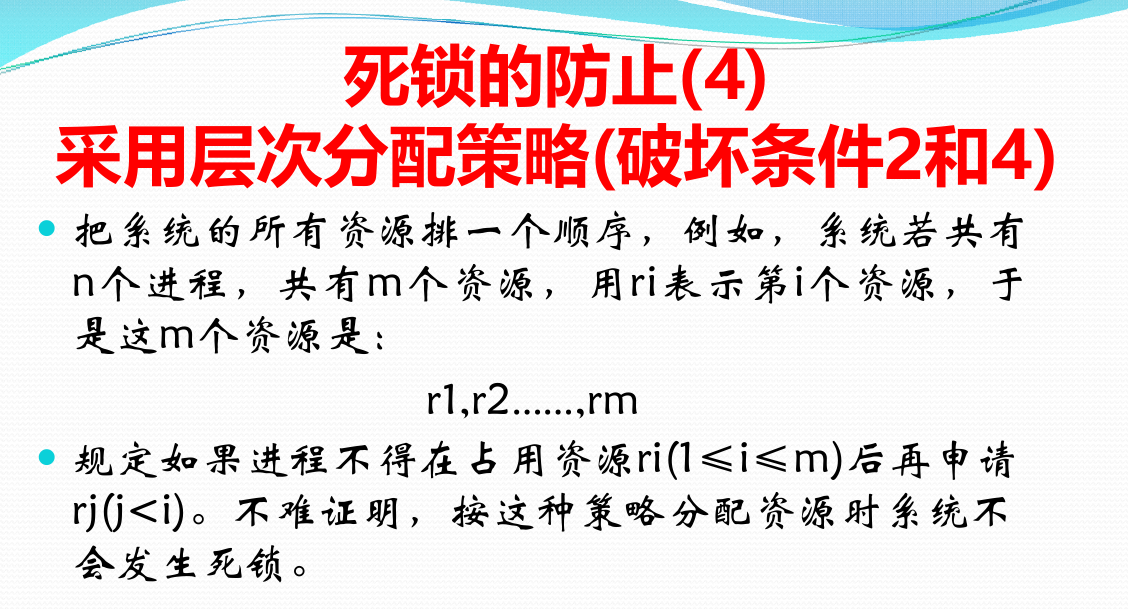 死锁的防止(4)
采用层次分配策略(破坏条件2和4)
● 把系统的所有资源排一个顺序，例如，系统若共有
n个进程，共有m个资源，用ri表示第i个资源，于
是这m个资源是：
r1,r2……,rm
● 规定如果进程不得在占用资源ri(1≤i≤m)后再申请
rj(j<i)。不难证明，按这种策略分配资源时系统不
会发生死锁。